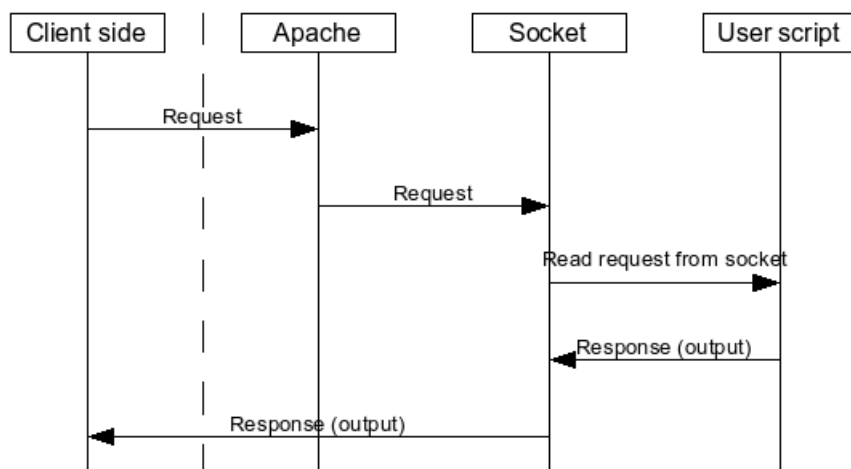 Client side
Apache
Socket
User script
Request
Request
Read request from socket
Response (output)
Response (output)